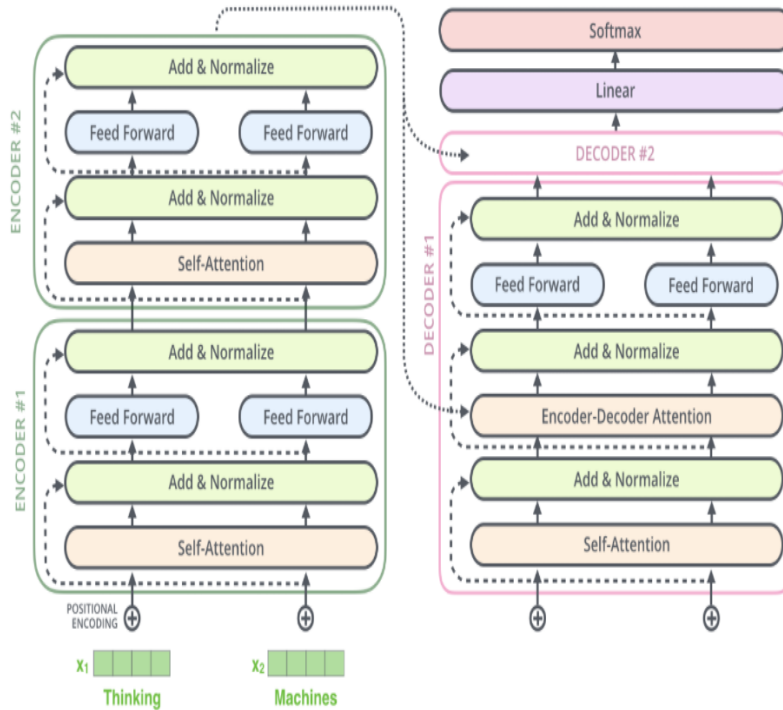 ENCODER #2
Add & Normalize
Feed Forward
Feed Forward
Add & Normalize
Self-Attention
ENCODER #1
Add & Normalize
Feed Forward
Feed Forward
Add & Normalize
Self-Attention
POSITIONAL
ENCODING
x1
x2
Thinking
Machines
Softmax
Linear
DECODER #2
DECODER #1
Add & Normalize
Feed Forward
Feed Forward
Add & Normalize
Encoder-Decoder Attention
Add & Normalize
Self-Attention